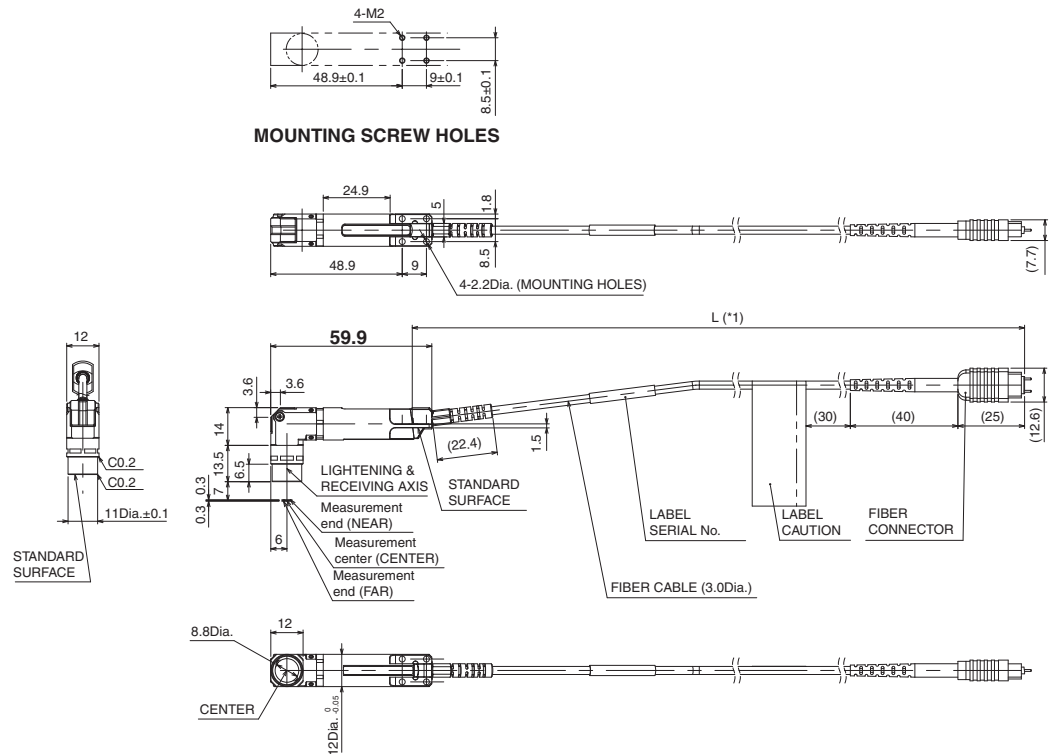 4-M2
48.9±0.1
9±0.1
8.5±0.1
MOUNTING SCREW HOLES
24.9
5
1.8
48.9
9
8.5
(7.7)
4-2.2Dia. (MOUNTING HOLES)
L (*1)
12
59.9
3.6
3.6
14
13.5
6.5
7
0.3
0.3
C0.2
C0.2
11Dia.±0.1
STANDARD
SURFACE
6
LIGHTENING &
RECEIVING AXIS
Measurement
end (NEAR)
Measurement
center (CENTER)
Measurement
end (FAR)
(22.4)
1.5
STANDARD
SURFACE
LABEL
SERIAL No.
FIBER CABLE (3.0Dia.)
LABEL
CAUTION
(30)
(40)
(25)
(12.6)
FIBER
CONNECTOR
8.8Dia.
12
CENTER
12Dia. 0 -0.05